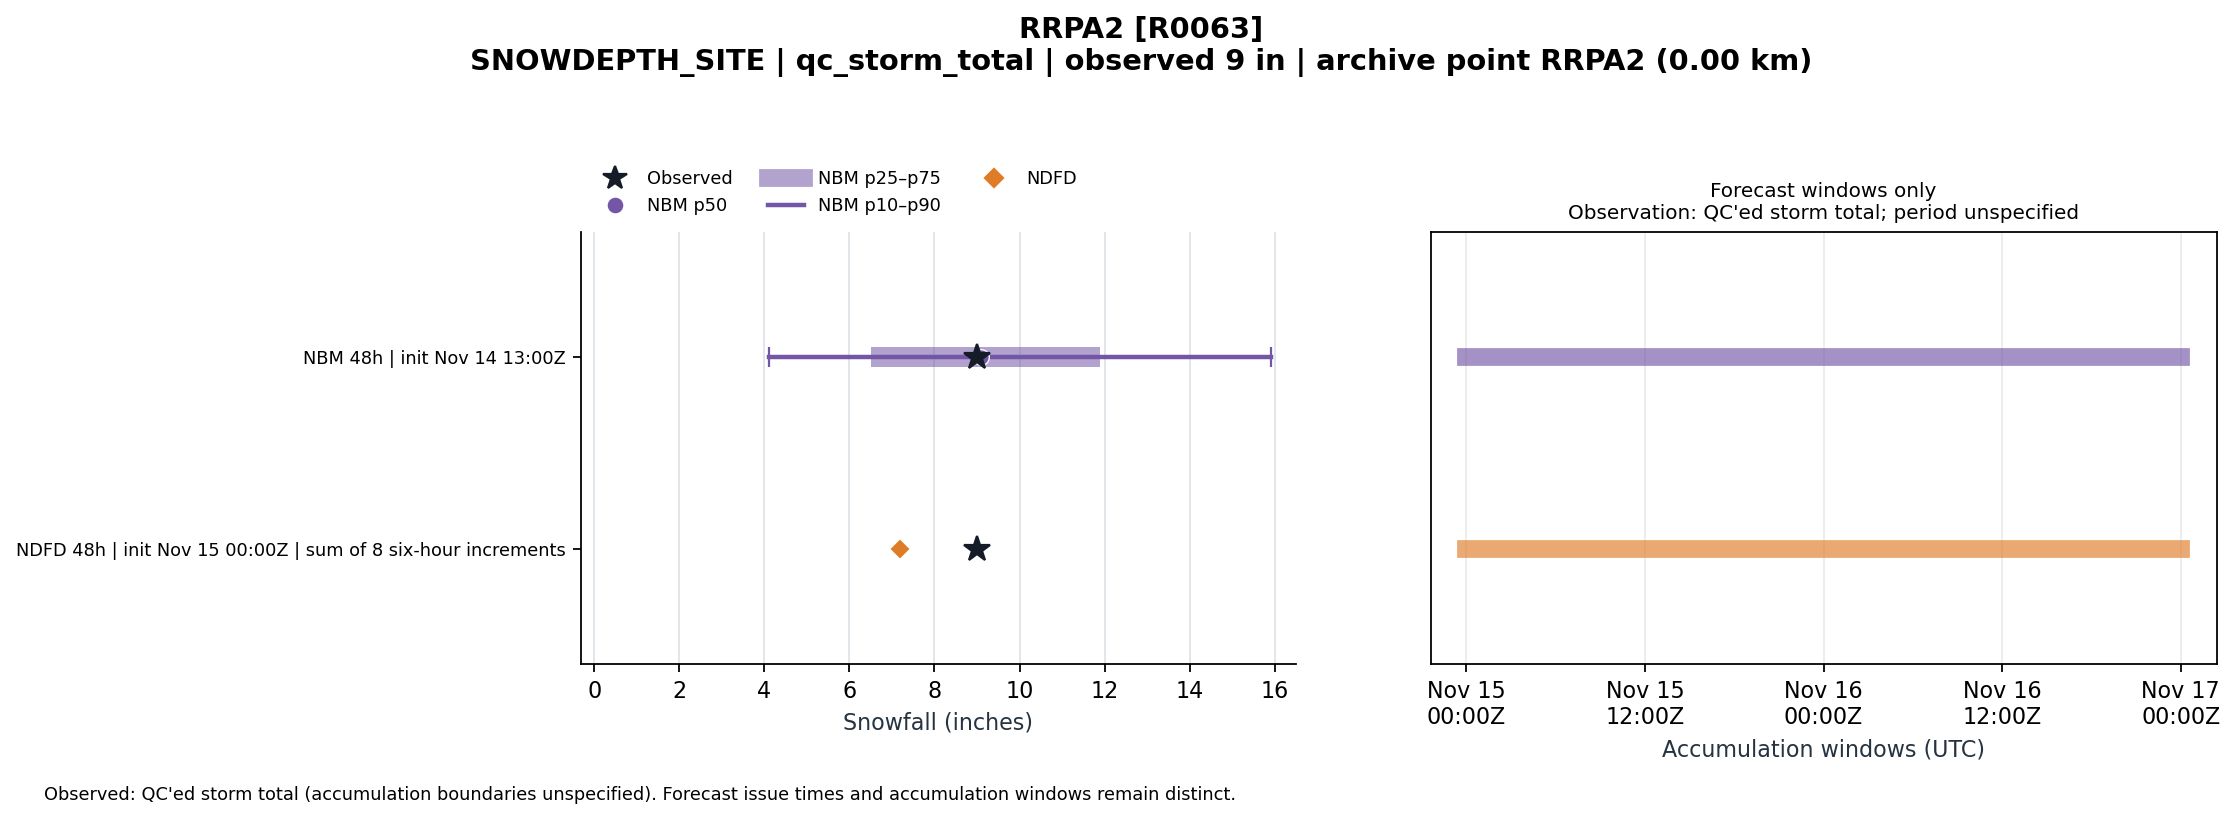 RRPA2 [R0063]
SNOWDEPTH_SITE | qc_storm_total | observed 9 in | archive point RRPA2 (0.00 km)
Observed
NBM p50
NBM p25–p75
NBM p10–p90
NDFD
NBM 48h | init Nov 14 13:00Z
NDFD 48h | init Nov 15 00:00Z | sum of 8 six-hour increments
0 2 4 6 8 10 12 14 16
Snowfall (inches)
Forecast windows only
Observation: QC'ed storm total; period unspecified
Nov 15 Nov 15 Nov 16 Nov 16 Nov 17
00:00Z 12:00Z 00:00Z 12:00Z 00:00Z
Accumulation windows (UTC)
Observed: QC'ed storm total (accumulation boundaries unspecified). Forecast issue times and accumulation windows remain distinct.